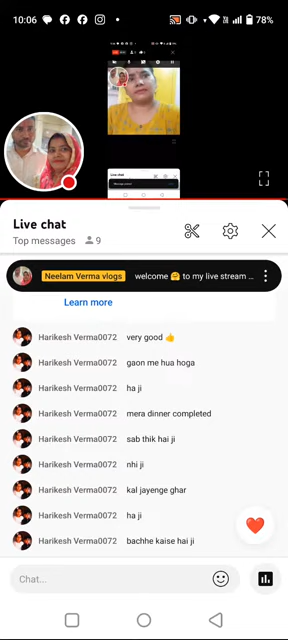 10:06
78%
Live chat
Top messages 9
Neelam Verma vlogs welcome 🤗 to my live stream ...
Learn more
Harikesh Verma0072 very good 👍
Harikesh Verma0072 gaon me hua hoga
Harikesh Verma0072 ha ji
Harikesh Verma0072 mera dinner completed
Harikesh Verma0072 sab thik hai ji
Harikesh Verma0072 nhi ji
Harikesh Verma0072 kal jayenge ghar
Harikesh Verma0072 ha ji
Harikesh Verma0072 bachhe kaise hai ji
Chat...